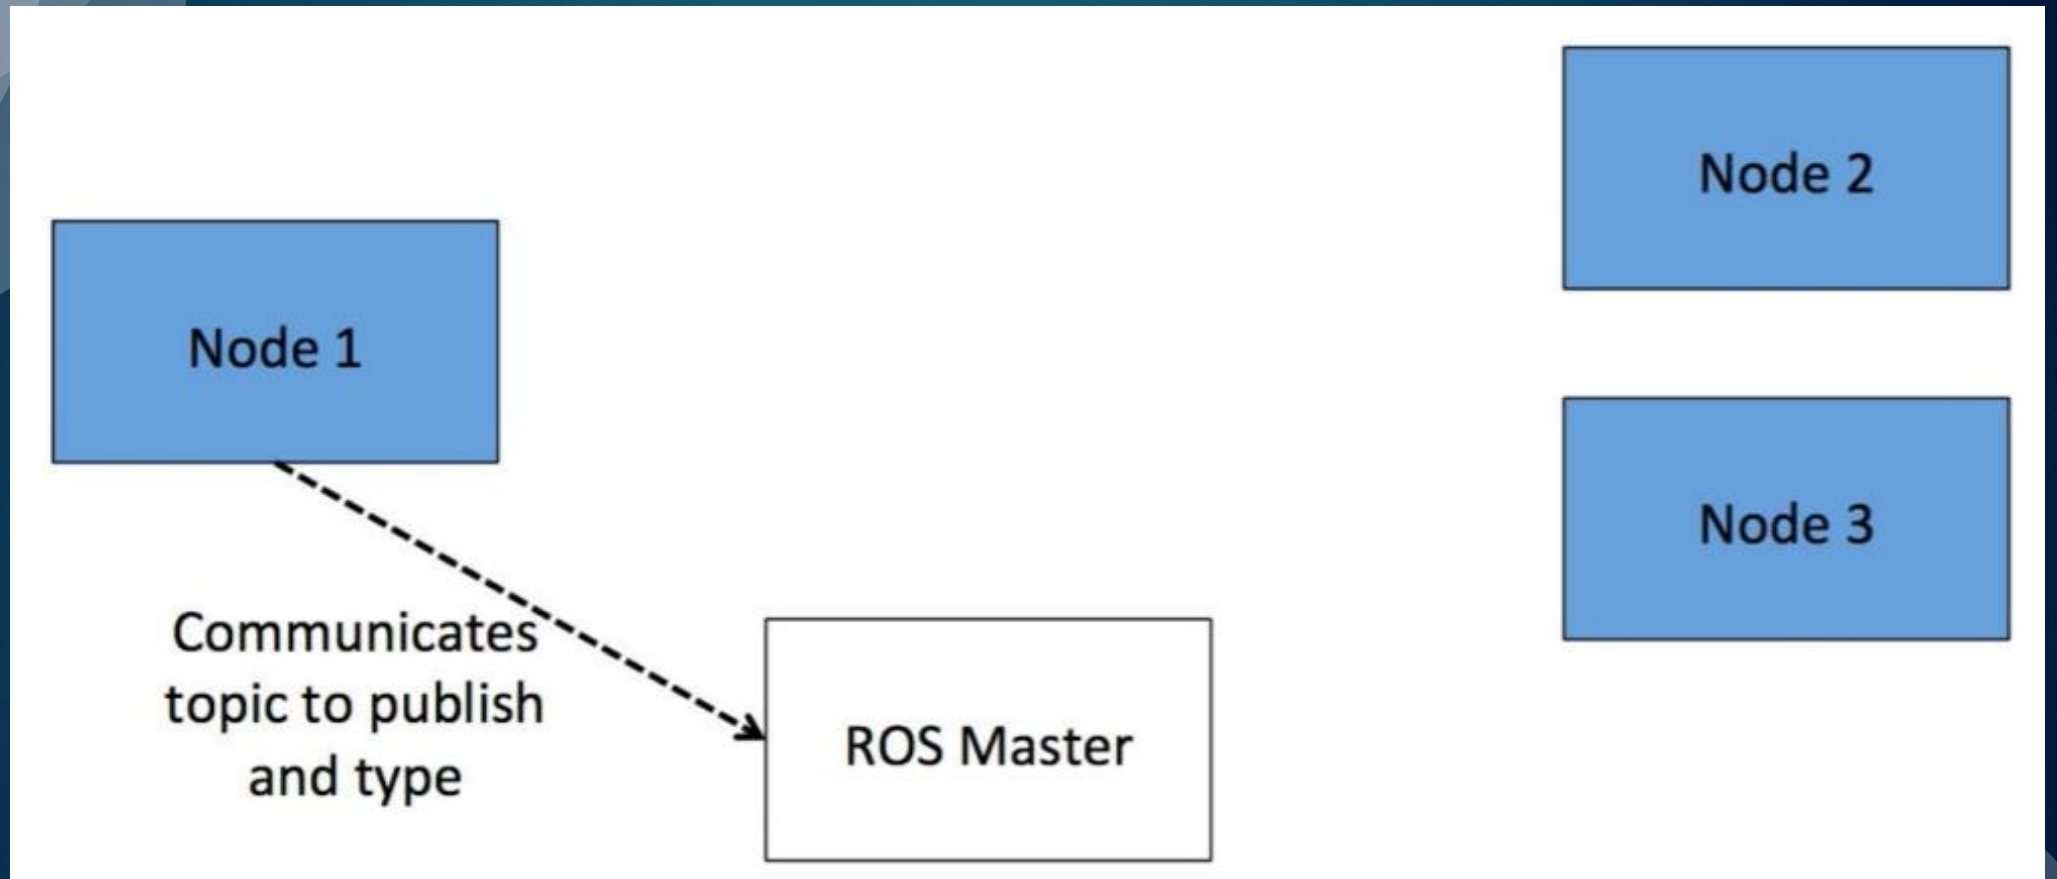 Node 2
Node 1
Node 3
Communicates
topic to publish
and type
ROS Master